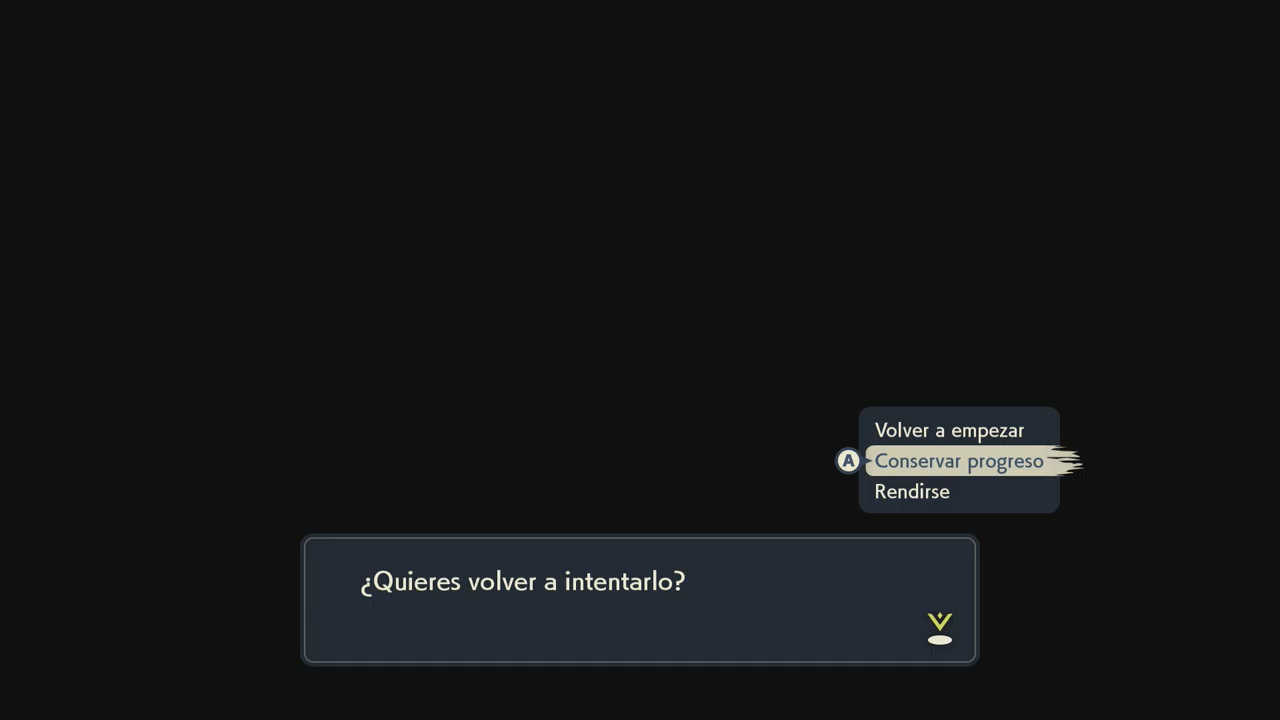 Volver a empezar
A Conservar progreso
Rendirse
¿Quieres volver a intentarlo?